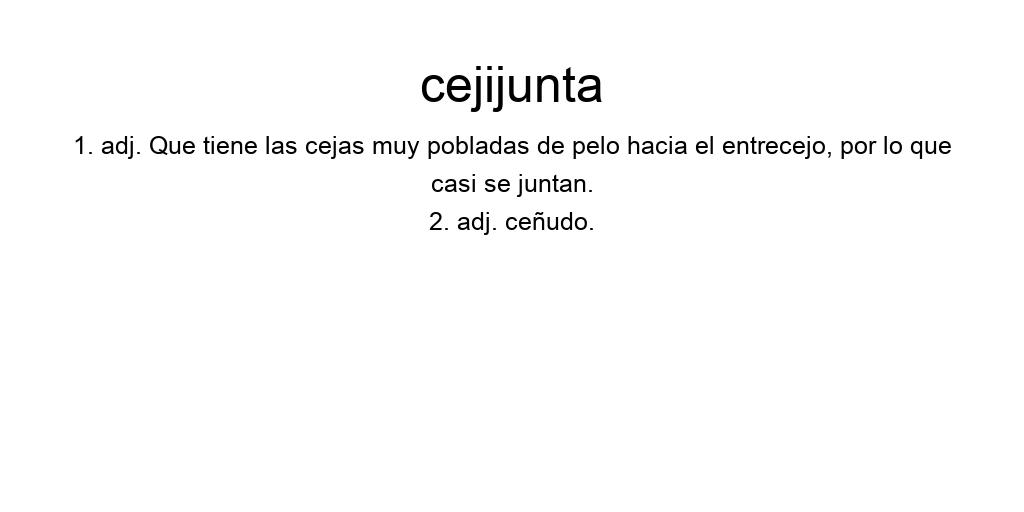 cejijunta
1. adj. Que tiene las cejas muy pobladas de pelo hacia el entrecejo, por lo que
casi se juntan.
2. adj. ceñudo.